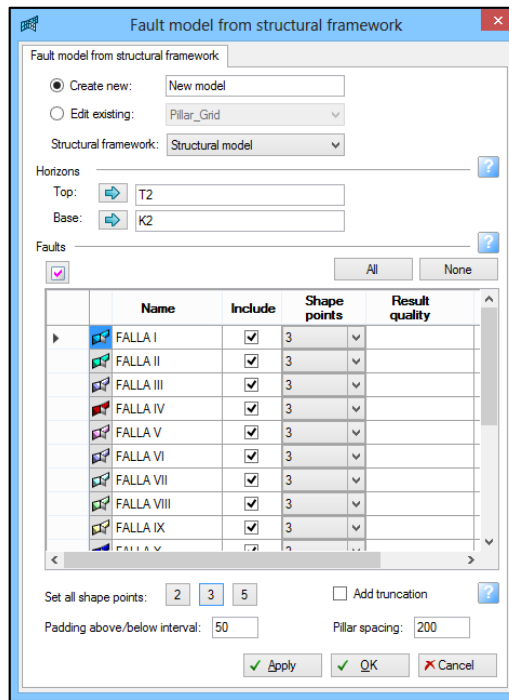 Fault model from structural framework
Fault model from structural framework
Create new: New model
Edit existing: Pillar_Grid
Structural framework: Structural model
Horizons
Top: T2
Base: K2
Faults
All None
Name Include Shape points Result quality
FALLA I 3
FALLA II 3
FALLA III 3
FALLA IV 3
FALLA V 3
FALLA VI 3
FALLA VII 3
FALLA VIII 3
FALLA IX 3
FALLA X 3
Set all shape points: 2 3 5 Add truncation
Padding above/below interval: 50 Pillar spacing: 200
Apply OK Cancel